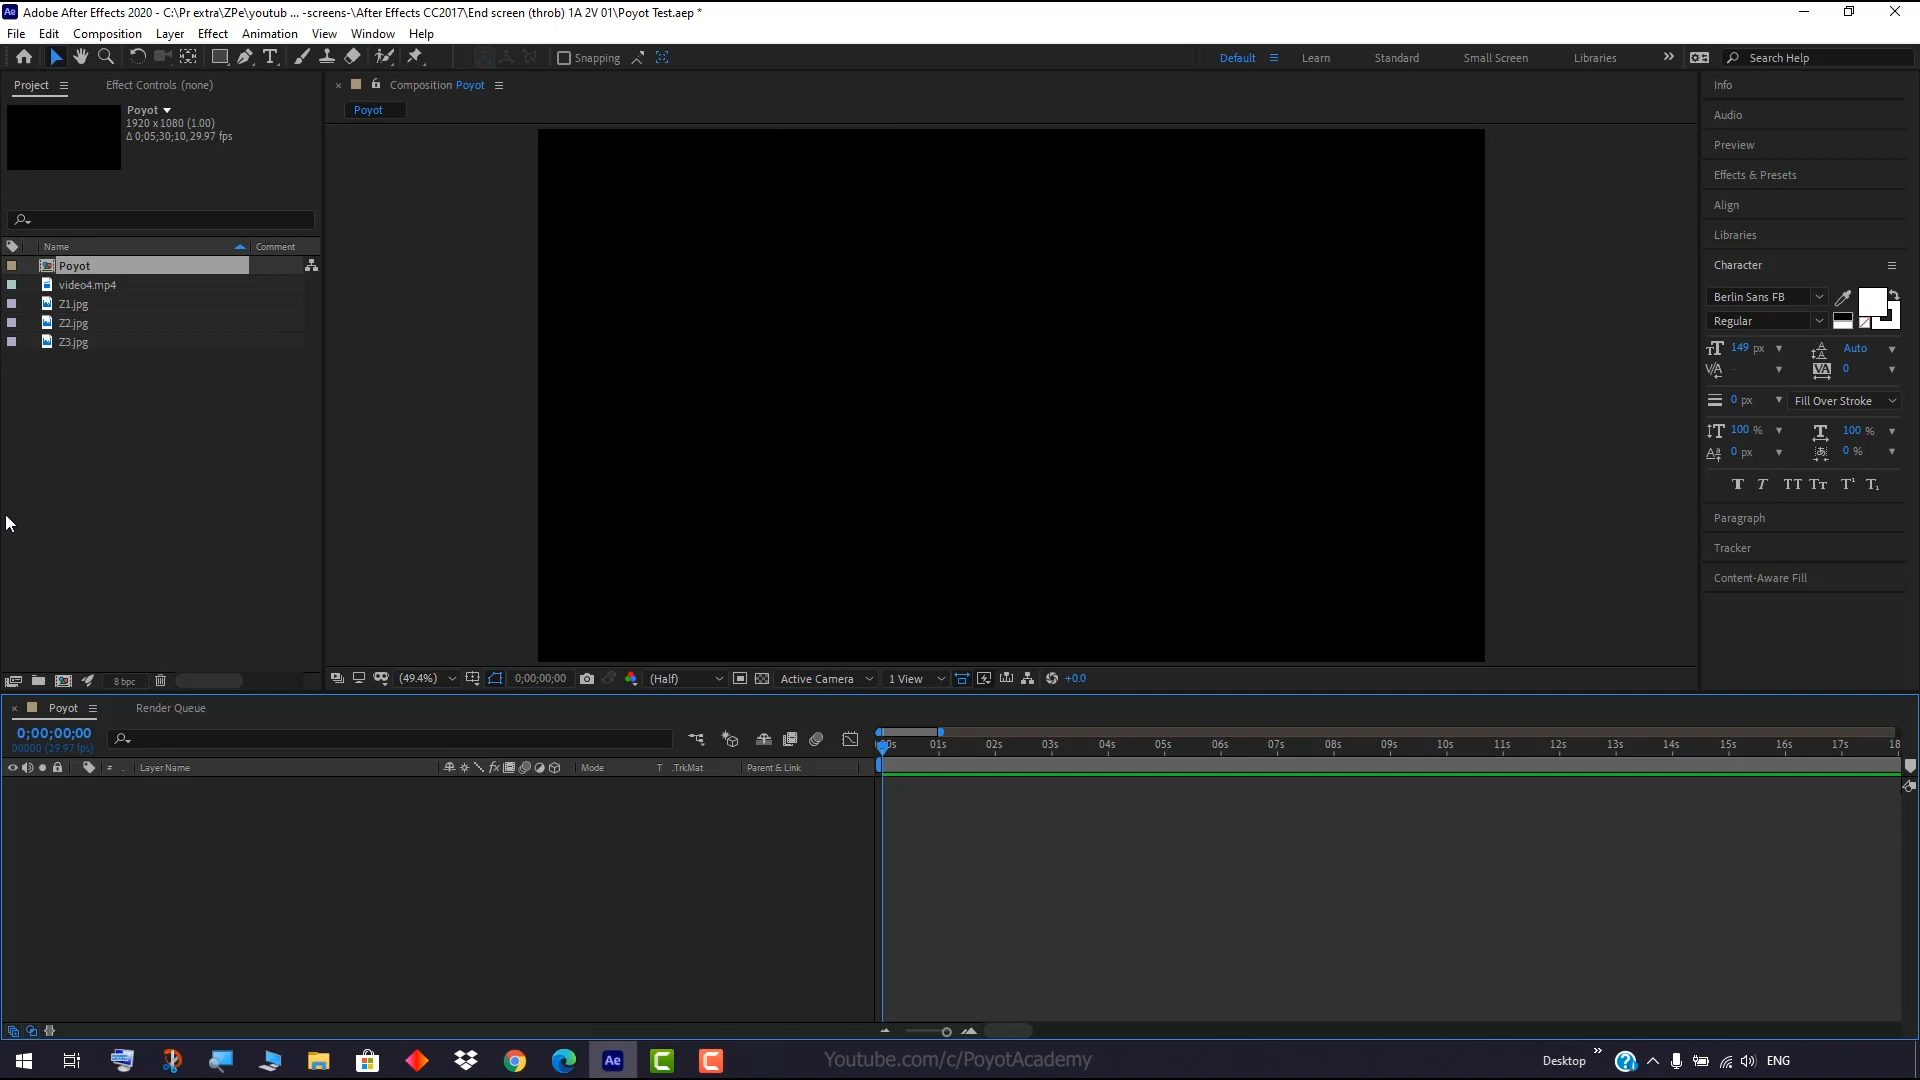 Adobe After Effects 2020 - C:\Pr extra\ZPe\youtub ... -screens-\After Effects CC2017\End screen (throb) 1A 2V 01\Poyot Test.aep *
File Edit Composition Layer Effect Animation View Window Help
Snapping Default Learn Standard Small Screen Libraries Search Help
Project Effect Controls (none) Composition Poyot Info
Poyot
Poyot
1920 x 1080 (1.00)
Δ 0;05;30;10, 29.97 fps
Audio
Preview
Effects & Presets
Align
Libraries
Name Comment
Poyot
video4.mp4
Z1.jpg
Z2.jpg
Z3.jpg
Character
Berlin Sans FB
Regular
149 px Auto
0
0 px Fill Over Stroke
100 % 100 %
0 px 0 %
Paragraph
Tracker
Content-Aware Fill
8 bpc
(49.4%) 0;00;00;00 (Half) Active Camera 1 View +0.0
Poyot Render Queue
0;00;00;00
00000 (29.97 fps)
00s 01s 02s 03s 04s 05s 06s 07s 08s 09s 10s 11s 12s 13s 14s 15s 16s 17s 18
# Layer Name Mode T .TrkMat Parent & Link
Youtube.com/c/PoyotAcademy
Desktop ENG